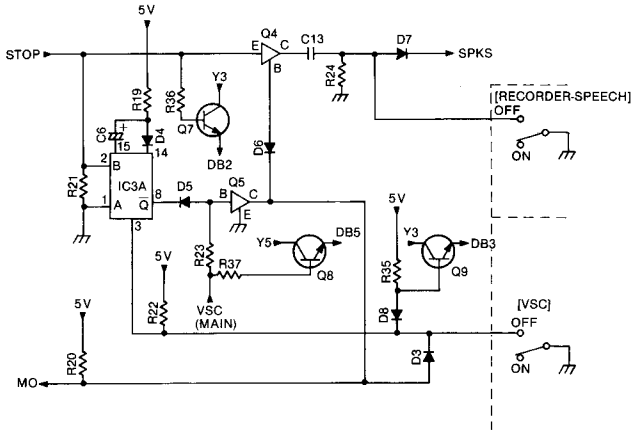 5V
Q4
STOP
E
C
B
C13
D7
SPKS
R19
R36
Y3
R24
[RECORDER-SPEECH]
OFF
ON
C6
+
15
D4
14
Q7
DB2
D6
2
B
R21
IC3A
1
A
Q̅
8
3
D5
Q5
B
C
E
5V
R23
R37
Y5
DB5
Q8
VSC
(MAIN)
5V
R22
R35
Y3
DB3
Q9
D8
[VSC]
OFF
ON
5V
R20
D3
MO